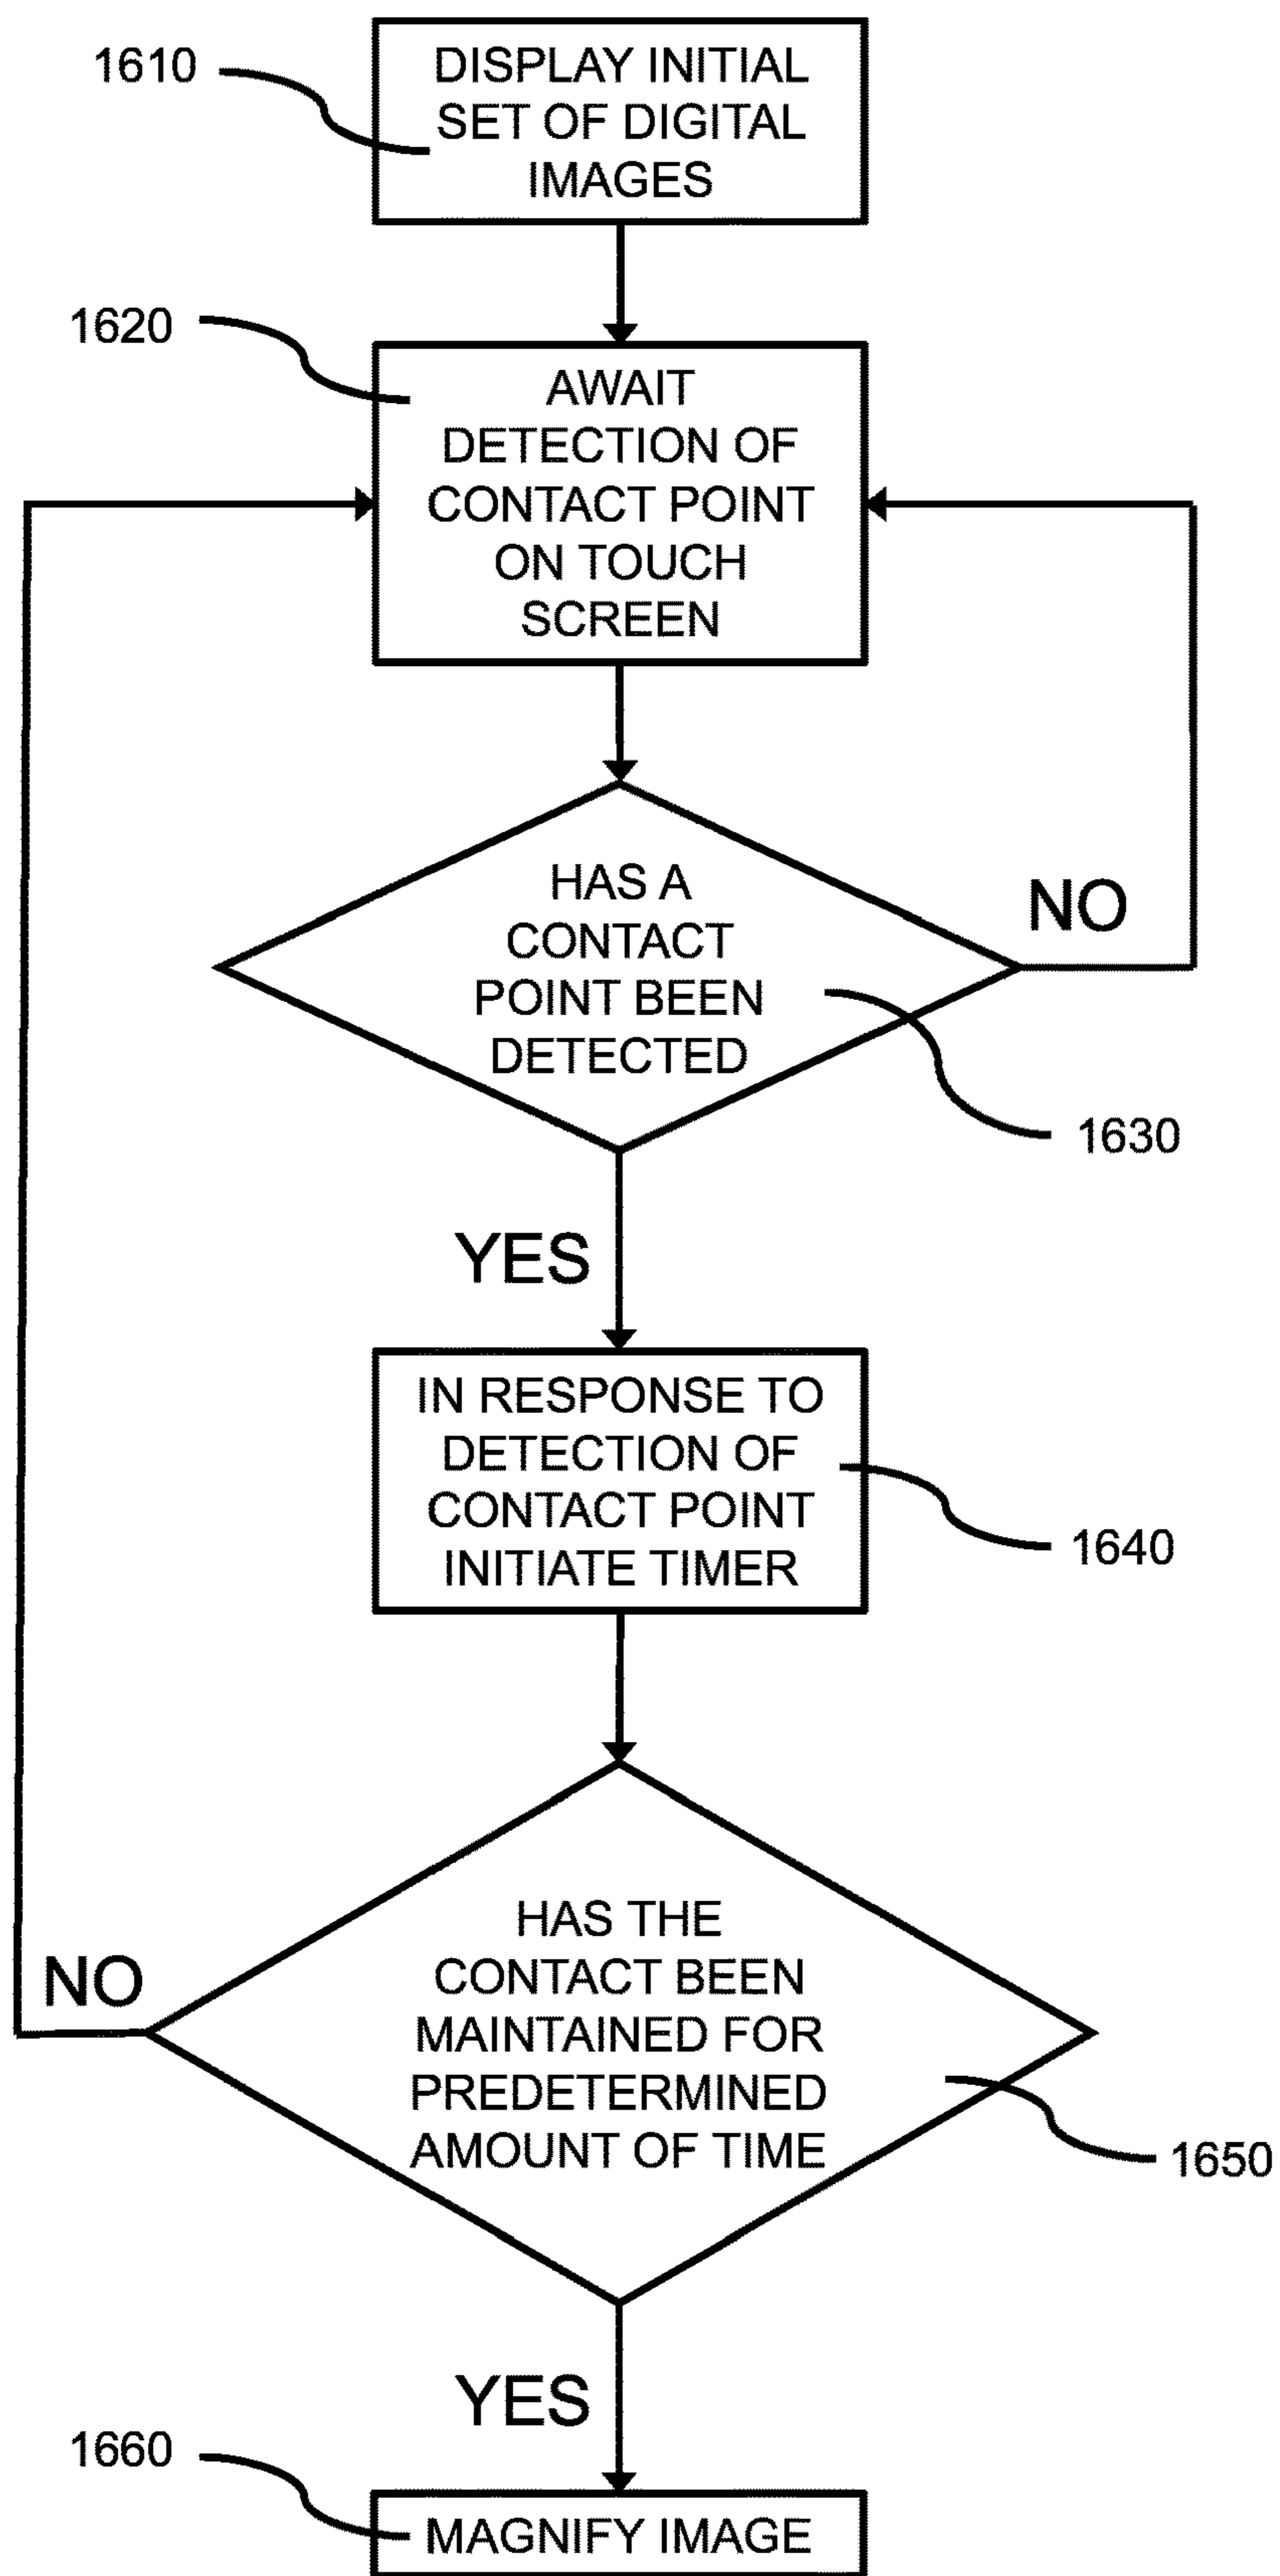 1610
DISPLAY INITIAL
SET OF DIGITAL
IMAGES
1620
AWAIT
DETECTION OF
CONTACT POINT
ON TOUCH
SCREEN
HAS A
CONTACT
POINT BEEN
DETECTED
NO
1630
YES
IN RESPONSE TO
DETECTION OF
CONTACT POINT
INITIATE TIMER
1640
HAS THE
CONTACT BEEN
MAINTAINED FOR
PREDETERMINED
AMOUNT OF TIME
NO
1650
YES
1660
MAGNIFY IMAGE